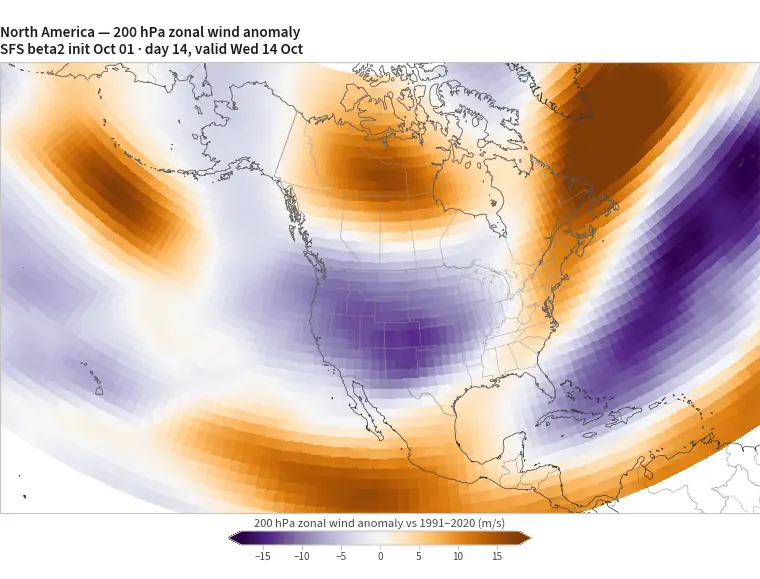 North America — 200 hPa zonal wind anomaly
SFS beta2 init Oct 01 · day 14, valid Wed 14 Oct
200 hPa zonal wind anomaly vs 1991–2020 (m/s)
−15 −10 −5 0 5 10 15